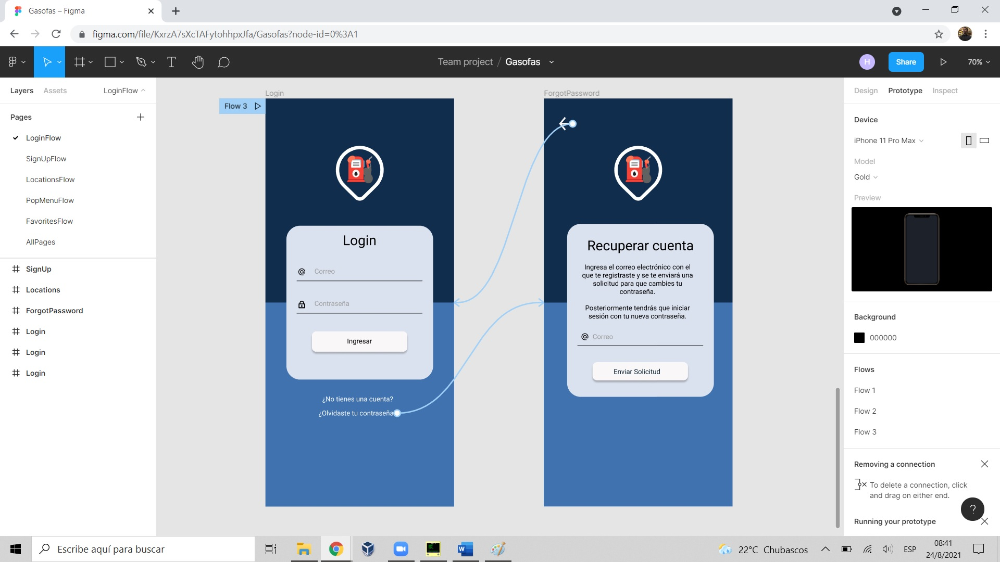 Gasofas – Figma
figma.com/file/KxrzA7sXcTAFytohhpxJfa/Gasofas?node-id=0%3A1
Team project / Gasofas
H
Share
70%
Layers
Assets
LoginFlow
Pages
LoginFlow
SignUpFlow
LocationsFlow
PopMenuFlow
FavoritesFlow
AllPages
SignUp
Locations
ForgotPassword
Login
Login
Login
Login
Flow 3
Login
@ Correo
Contraseña
Ingresar
¿No tienes una cuenta?
¿Olvidaste tu contraseña
ForgotPassword
Recuperar cuenta
Ingresa el correo electrónico con el
que te registraste y se te enviará una
solicitud para que cambies tu
contraseña.
Posteriormente tendrás que iniciar
sesión con tu nueva contraseña.
@ Correo
Enviar Solicitud
Design
Prototype
Inspect
Device
iPhone 11 Pro Max
Model
Gold
Preview
Background
000000
Flows
Flow 1
Flow 2
Flow 3
Removing a connection
To delete a connection, click
and drag on either end.
?
Running your prototype
Escribe aquí para buscar
W
22°C Chubascos
ESP
08:41
24/8/2021